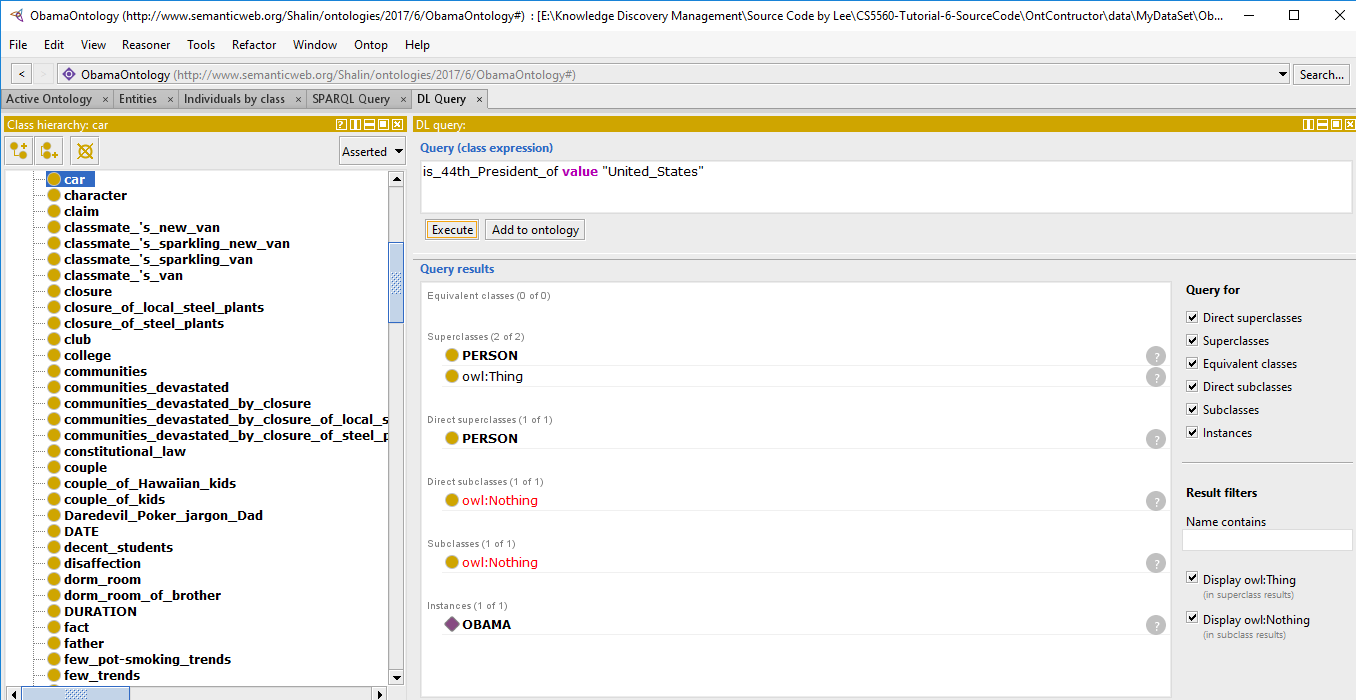 ObamaOntology (http://www.semanticweb.org/Shalin/ontologies/2017/6/ObamaOntology#) : [E:\Knowledge Discovery Management\Source Code by Lee\CS5560-Tutorial-6-SourceCode\OntContructor\data\MyDataSet\Ob...
File Edit View Reasoner Tools Refactor Window Ontop Help
< > ObamaOntology (http://www.semanticweb.org/Shalin/ontologies/2017/6/ObamaOntology#) Search...
Active Ontology × Entities × Individuals by class × SPARQL Query × DL Query ×
Class hierarchy: car
Asserted
car
character
claim
classmate_'s_new_van
classmate_'s_sparkling_new_van
classmate_'s_sparkling_van
classmate_'s_van
closure
closure_of_local_steel_plants
closure_of_steel_plants
club
college
communities
communities_devastated
communities_devastated_by_closure
communities_devastated_by_closure_of_local_s
communities_devastated_by_closure_of_steel_p
constitutional_law
couple
couple_of_Hawaiian_kids
couple_of_kids
Daredevil_Poker_jargon_Dad
DATE
decent_students
disaffection
dorm_room
dorm_room_of_brother
DURATION
fact
father
few_pot-smoking_trends
few_trends
DL query:
Query (class expression)
is_44th_President_of value "United_States"
Execute Add to ontology
Query results
Equivalent classes (0 of 0)
Superclasses (2 of 2)
PERSON ?
owl:Thing ?
Direct superclasses (1 of 1)
PERSON ?
Direct subclasses (1 of 1)
owl:Nothing ?
Subclasses (1 of 1)
owl:Nothing ?
Instances (1 of 1)
OBAMA ?
Query for
Direct superclasses
Superclasses
Equivalent classes
Direct subclasses
Subclasses
Instances
Result filters
Name contains
Display owl:Thing
(in superclass results)
Display owl:Nothing
(in subclass results)